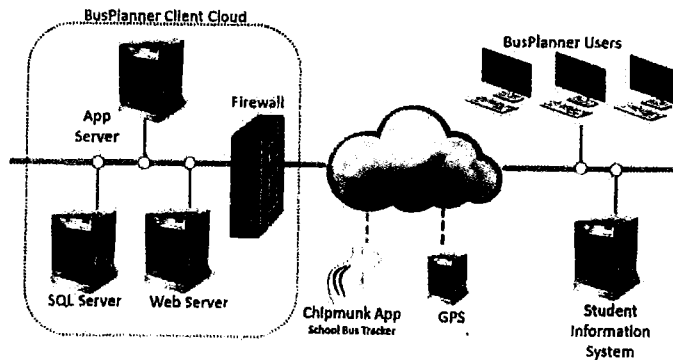 BusPlanner Client Cloud
BusPlanner Users
Firewall
App
Server
SQL Server
Web Server
Chipmunk App
School Bus Tracker
GPS
Student
Information
System